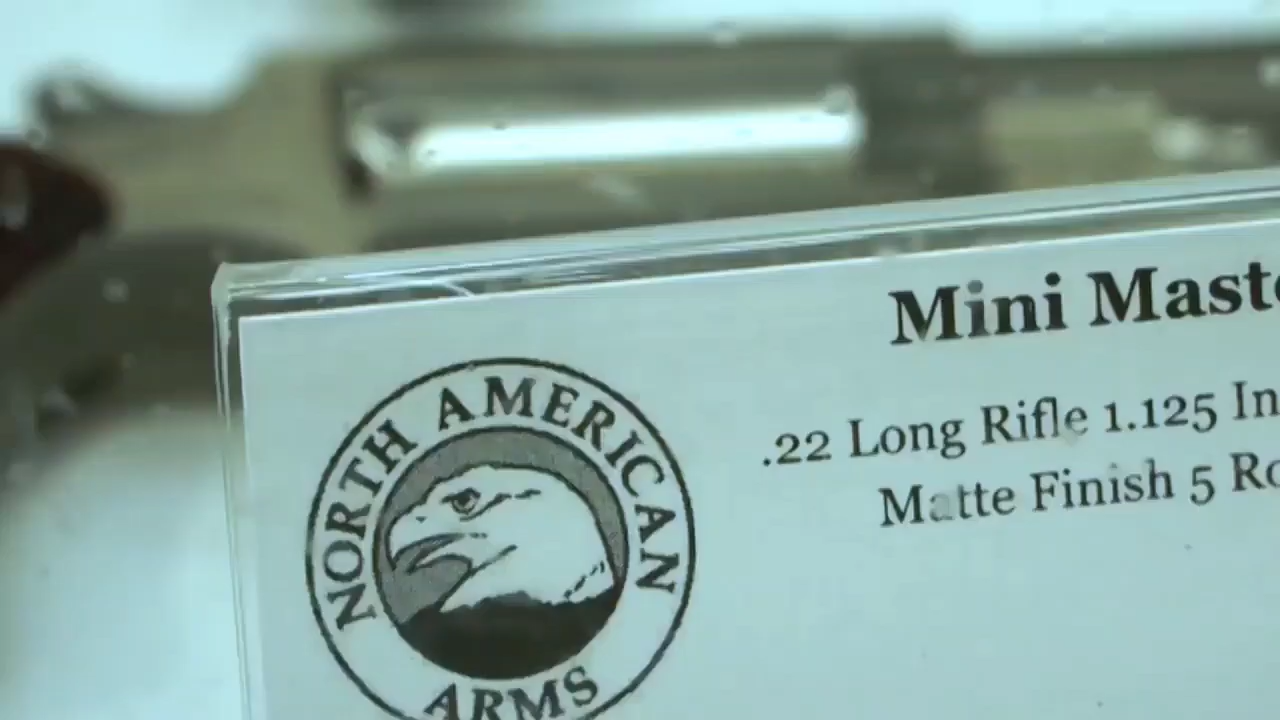 Mini Maste
.22 Long Rifle 1.125 In
Matte Finish 5 Ro
NORTH AMERICAN
ARMS